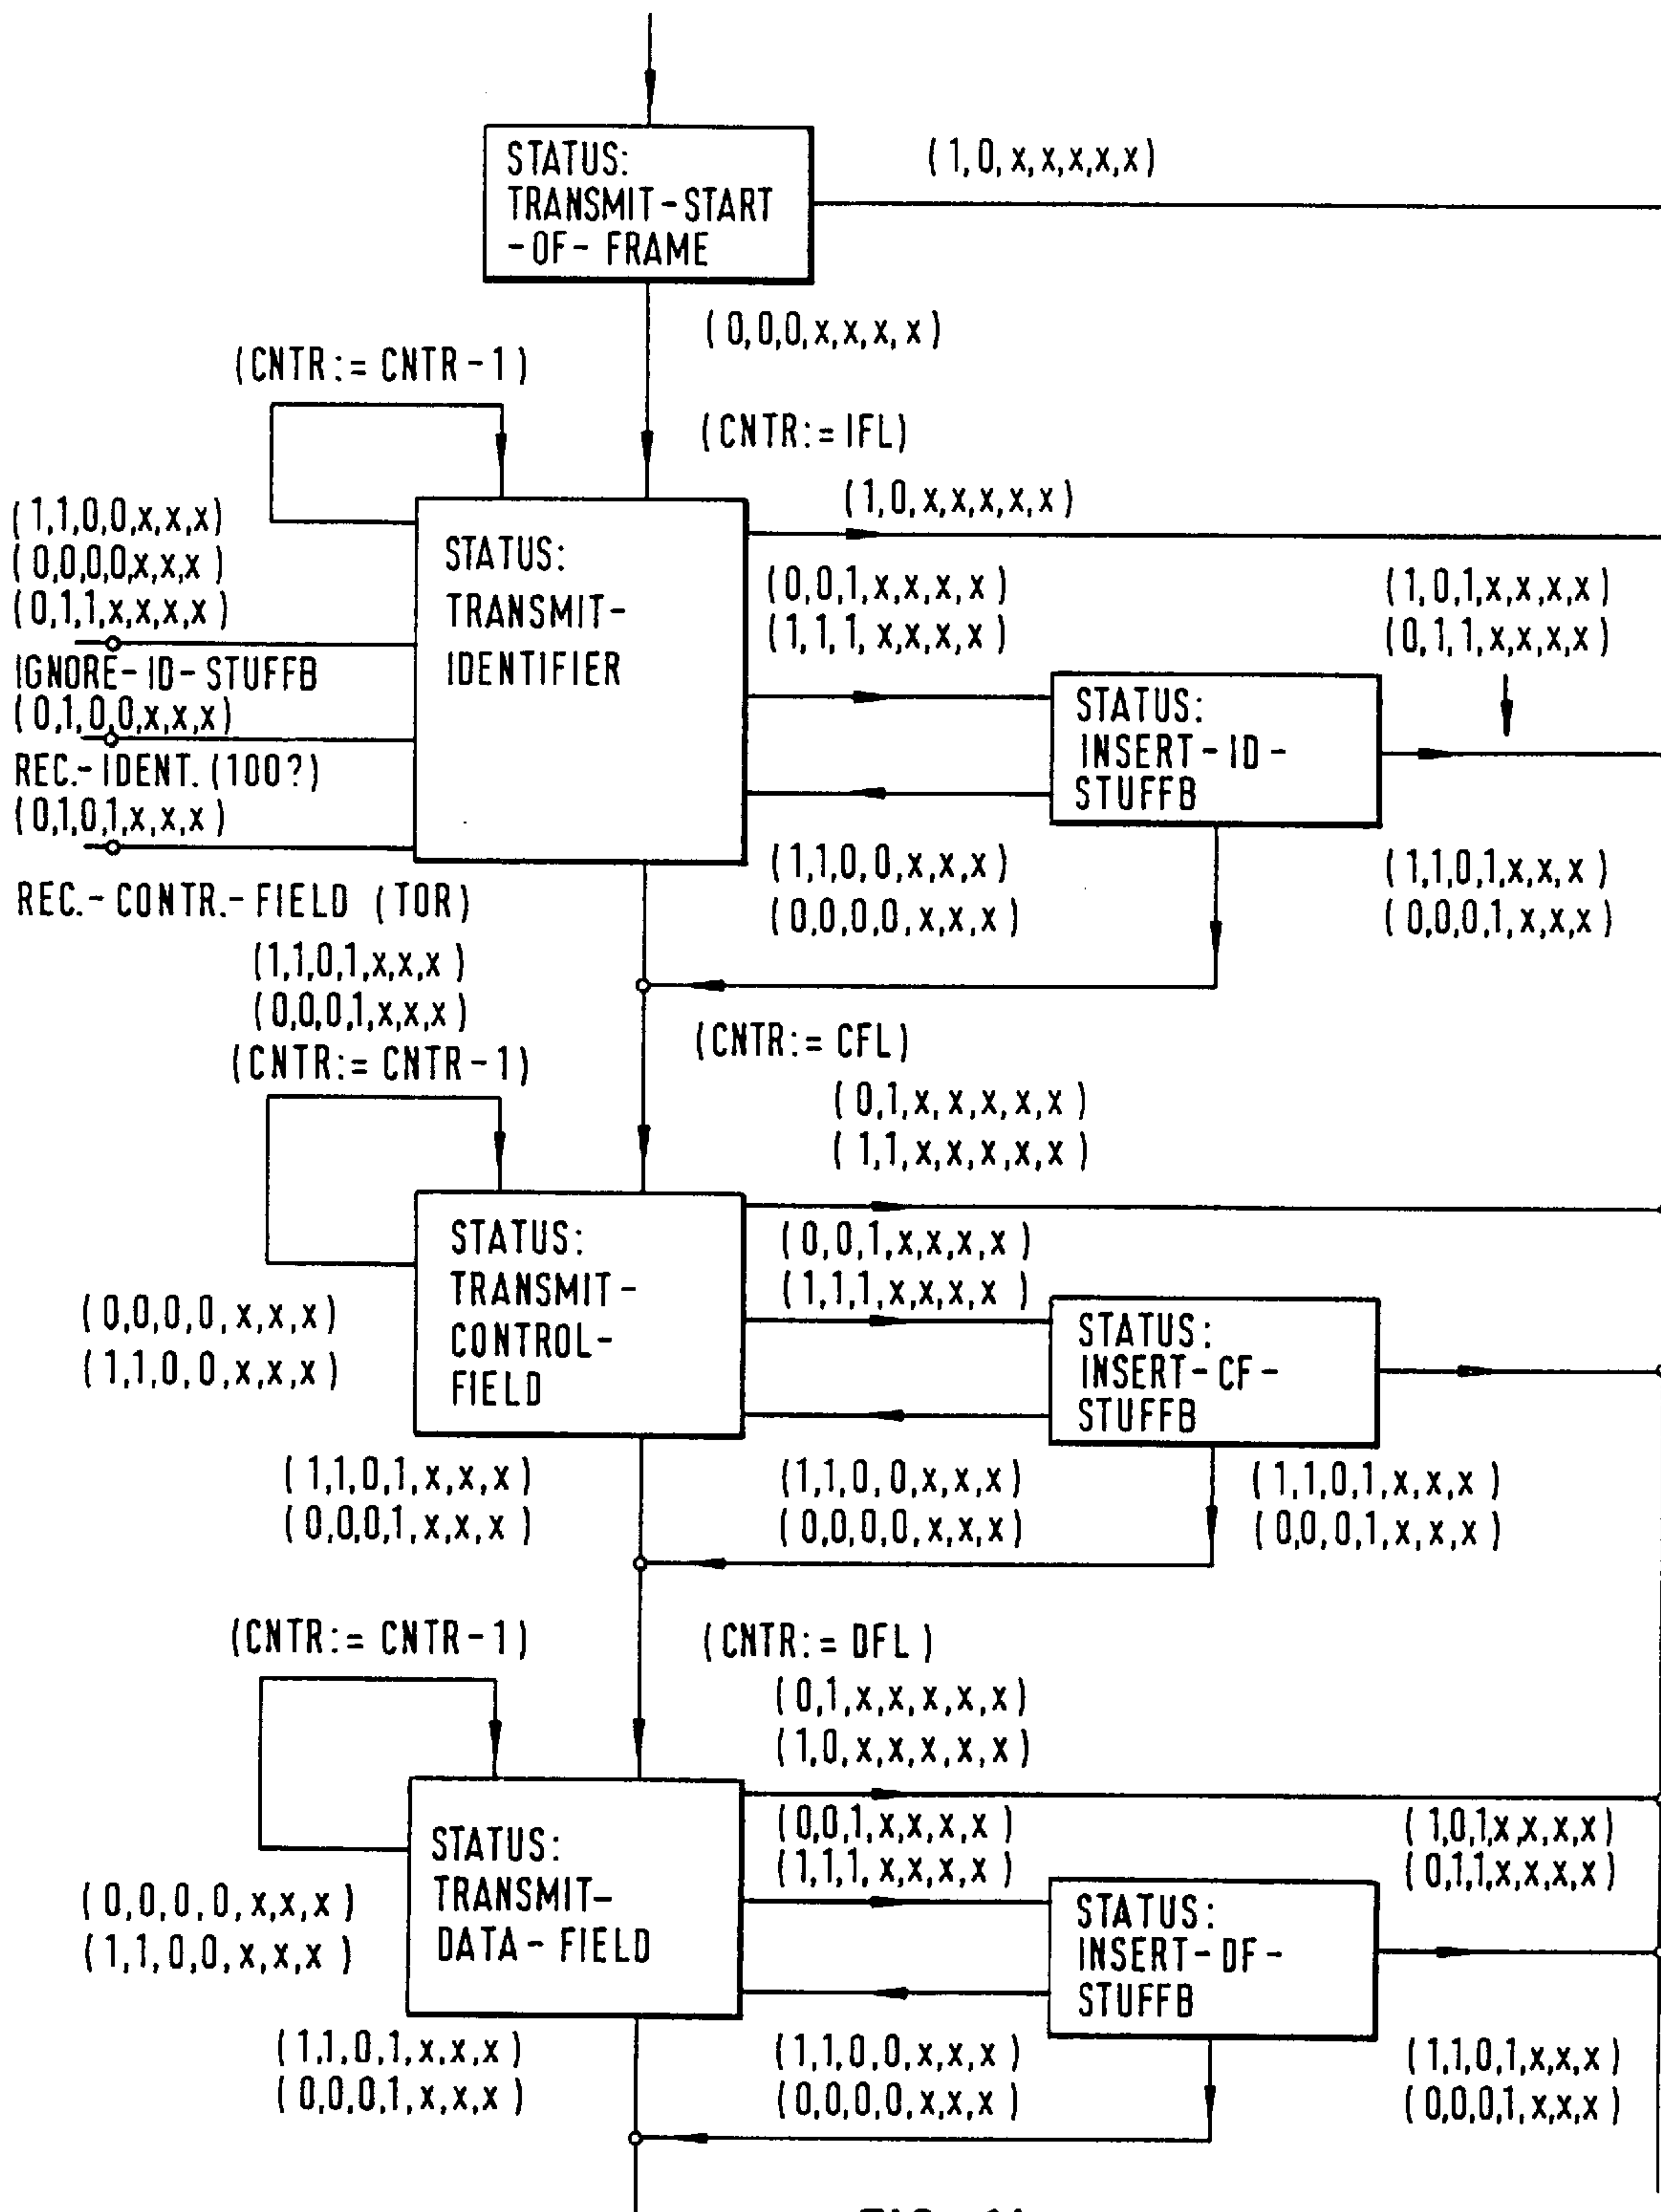 STATUS:
TRANSMIT-START
-OF- FRAME
(1,0,x,x,x,x,x)
(0,0,0,x,x,x,x)
(CNTR:= CNTR-1)
(CNTR:= IFL)
(1,1,0,0,x,x,x)
(0,0,0,0,x,x,x)
(0,1,1,x,x,x,x)
IGNORE-ID-STUFFB
(0,1,0,0,x,x,x)
REC.-IDENT.(100?)
(0,1,0,1,x,x,x)
REC.-CONTR.-FIELD (TOR)
STATUS:
TRANSMIT-
IDENTIFIER
(1,0,x,x,x,x,x)
(0,0,1,x,x,x,x)
(1,1,1,x,x,x,x)
(1,0,1,x,x,x,x)
(0,1,1,x,x,x,x)
STATUS:
INSERT-ID-
STUFFB
(1,1,0,0,x,x,x)
(0,0,0,0,x,x,x)
(1,1,0,1,x,x,x)
(0,0,0,1,x,x,x)
(1,1,0,1,x,x,x)
(0,0,0,1,x,x,x)
(CNTR:= CNTR-1)
(CNTR:= CFL)
(0,1,x,x,x,x,x)
(1,1,x,x,x,x,x)
STATUS:
TRANSMIT-
CONTROL-
FIELD
(0,0,1,x,x,x,x)
(1,1,1,x,x,x,x)
STATUS:
INSERT-CF-
STUFFB
(0,0,0,0,x,x,x)
(1,1,0,0,x,x,x)
(1,1,0,1,x,x,x)
(0,0,0,1,x,x,x)
(1,1,0,0,x,x,x)
(0,0,0,0,x,x,x)
(1,1,0,1,x,x,x)
(0,0,0,1,x,x,x)
(CNTR:= CNTR-1)
(CNTR:= DFL)
(0,1,x,x,x,x,x)
(1,0,x,x,x,x,x)
STATUS:
TRANSMIT-
DATA-FIELD
(0,0,1,x,x,x,x)
(1,1,1,x,x,x,x)
(1,0,1,x,x,x,x)
(0,1,1,x,x,x,x)
STATUS:
INSERT-DF-
STUFFB
(0,0,0,0,x,x,x)
(1,1,0,0,x,x,x)
(1,1,0,1,x,x,x)
(0,0,0,1,x,x,x)
(1,1,0,0,x,x,x)
(0,0,0,0,x,x,x)
(1,1,0,1,x,x,x)
(0,0,0,1,x,x,x)